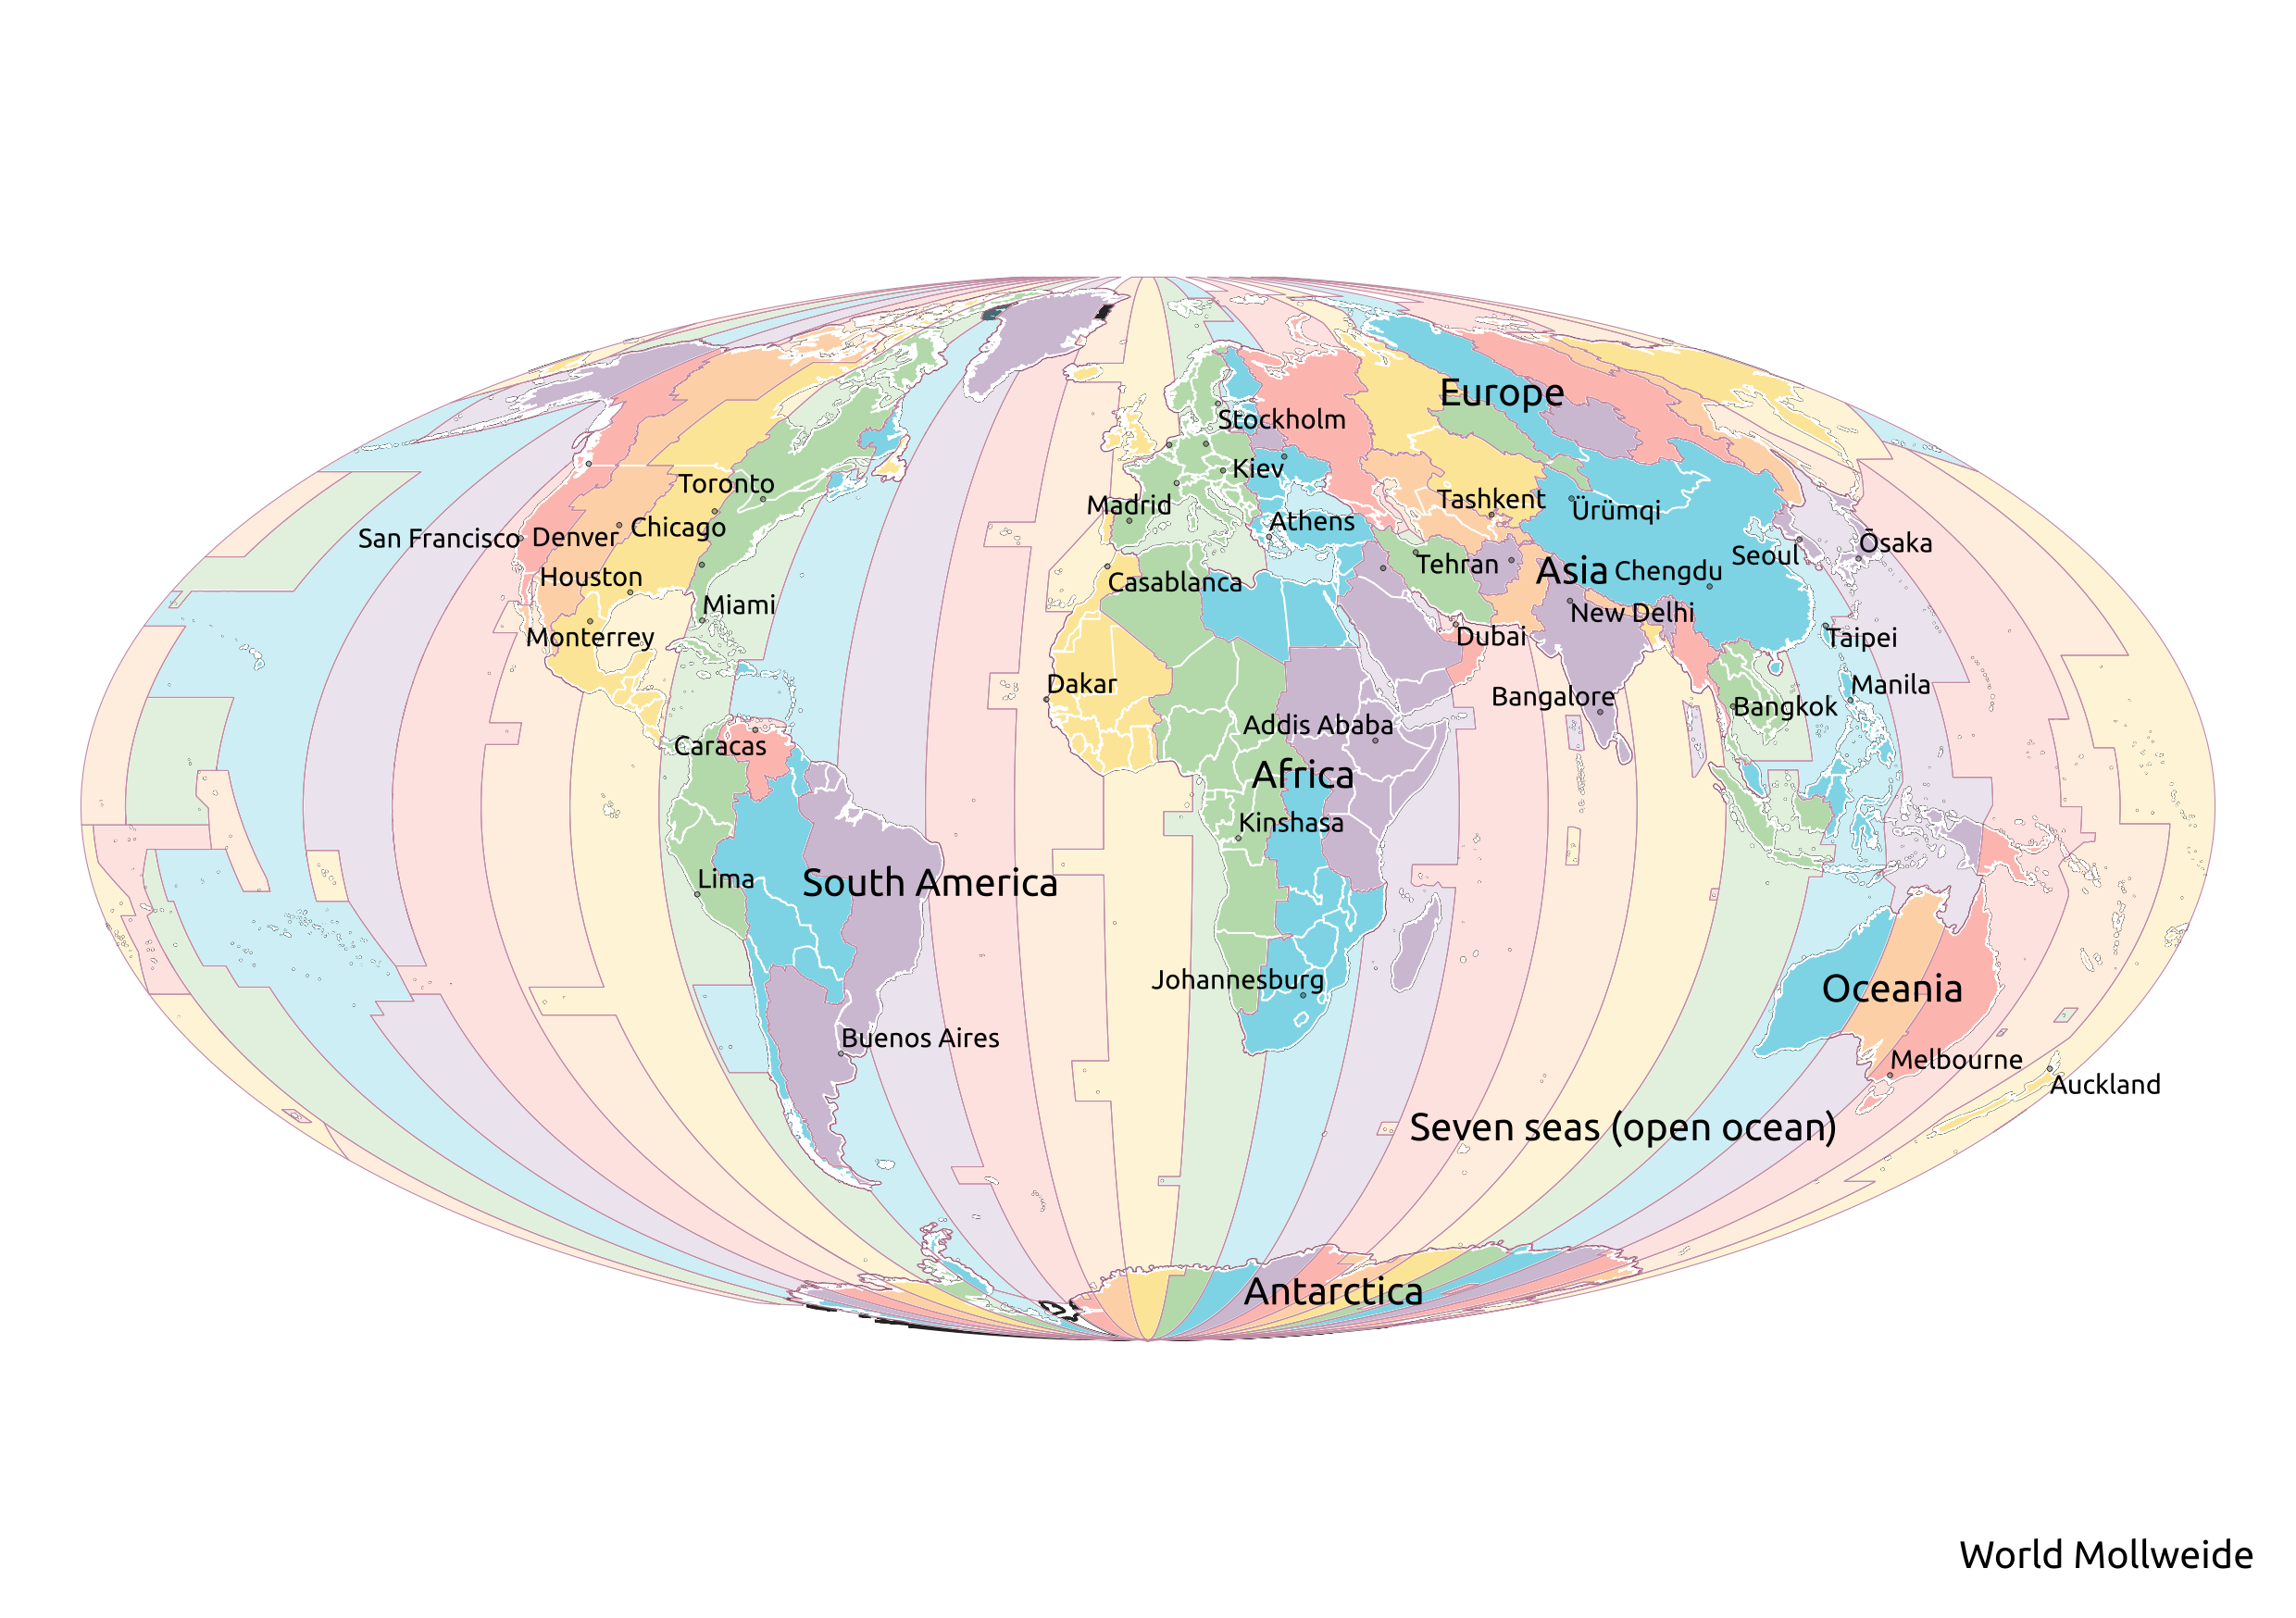 Europe
Stockholm
Kiev
Toronto
Madrid
Tashkent
Ürümqi
Athens
San Francisco
Denver
Chicago
Ōsaka
Seoul
Tehran
Asia
Chengdu
Houston
Casablanca
Miami
New Delhi
Monterrey
Dubai
Taipei
Dakar
Manila
Bangalore
Bangkok
Addis Ababa
Caracas
Africa
Kinshasa
Lima
South America
Johannesburg
Oceania
Buenos Aires
Melbourne
Auckland
Seven seas (open ocean)
Antarctica
World Mollweide